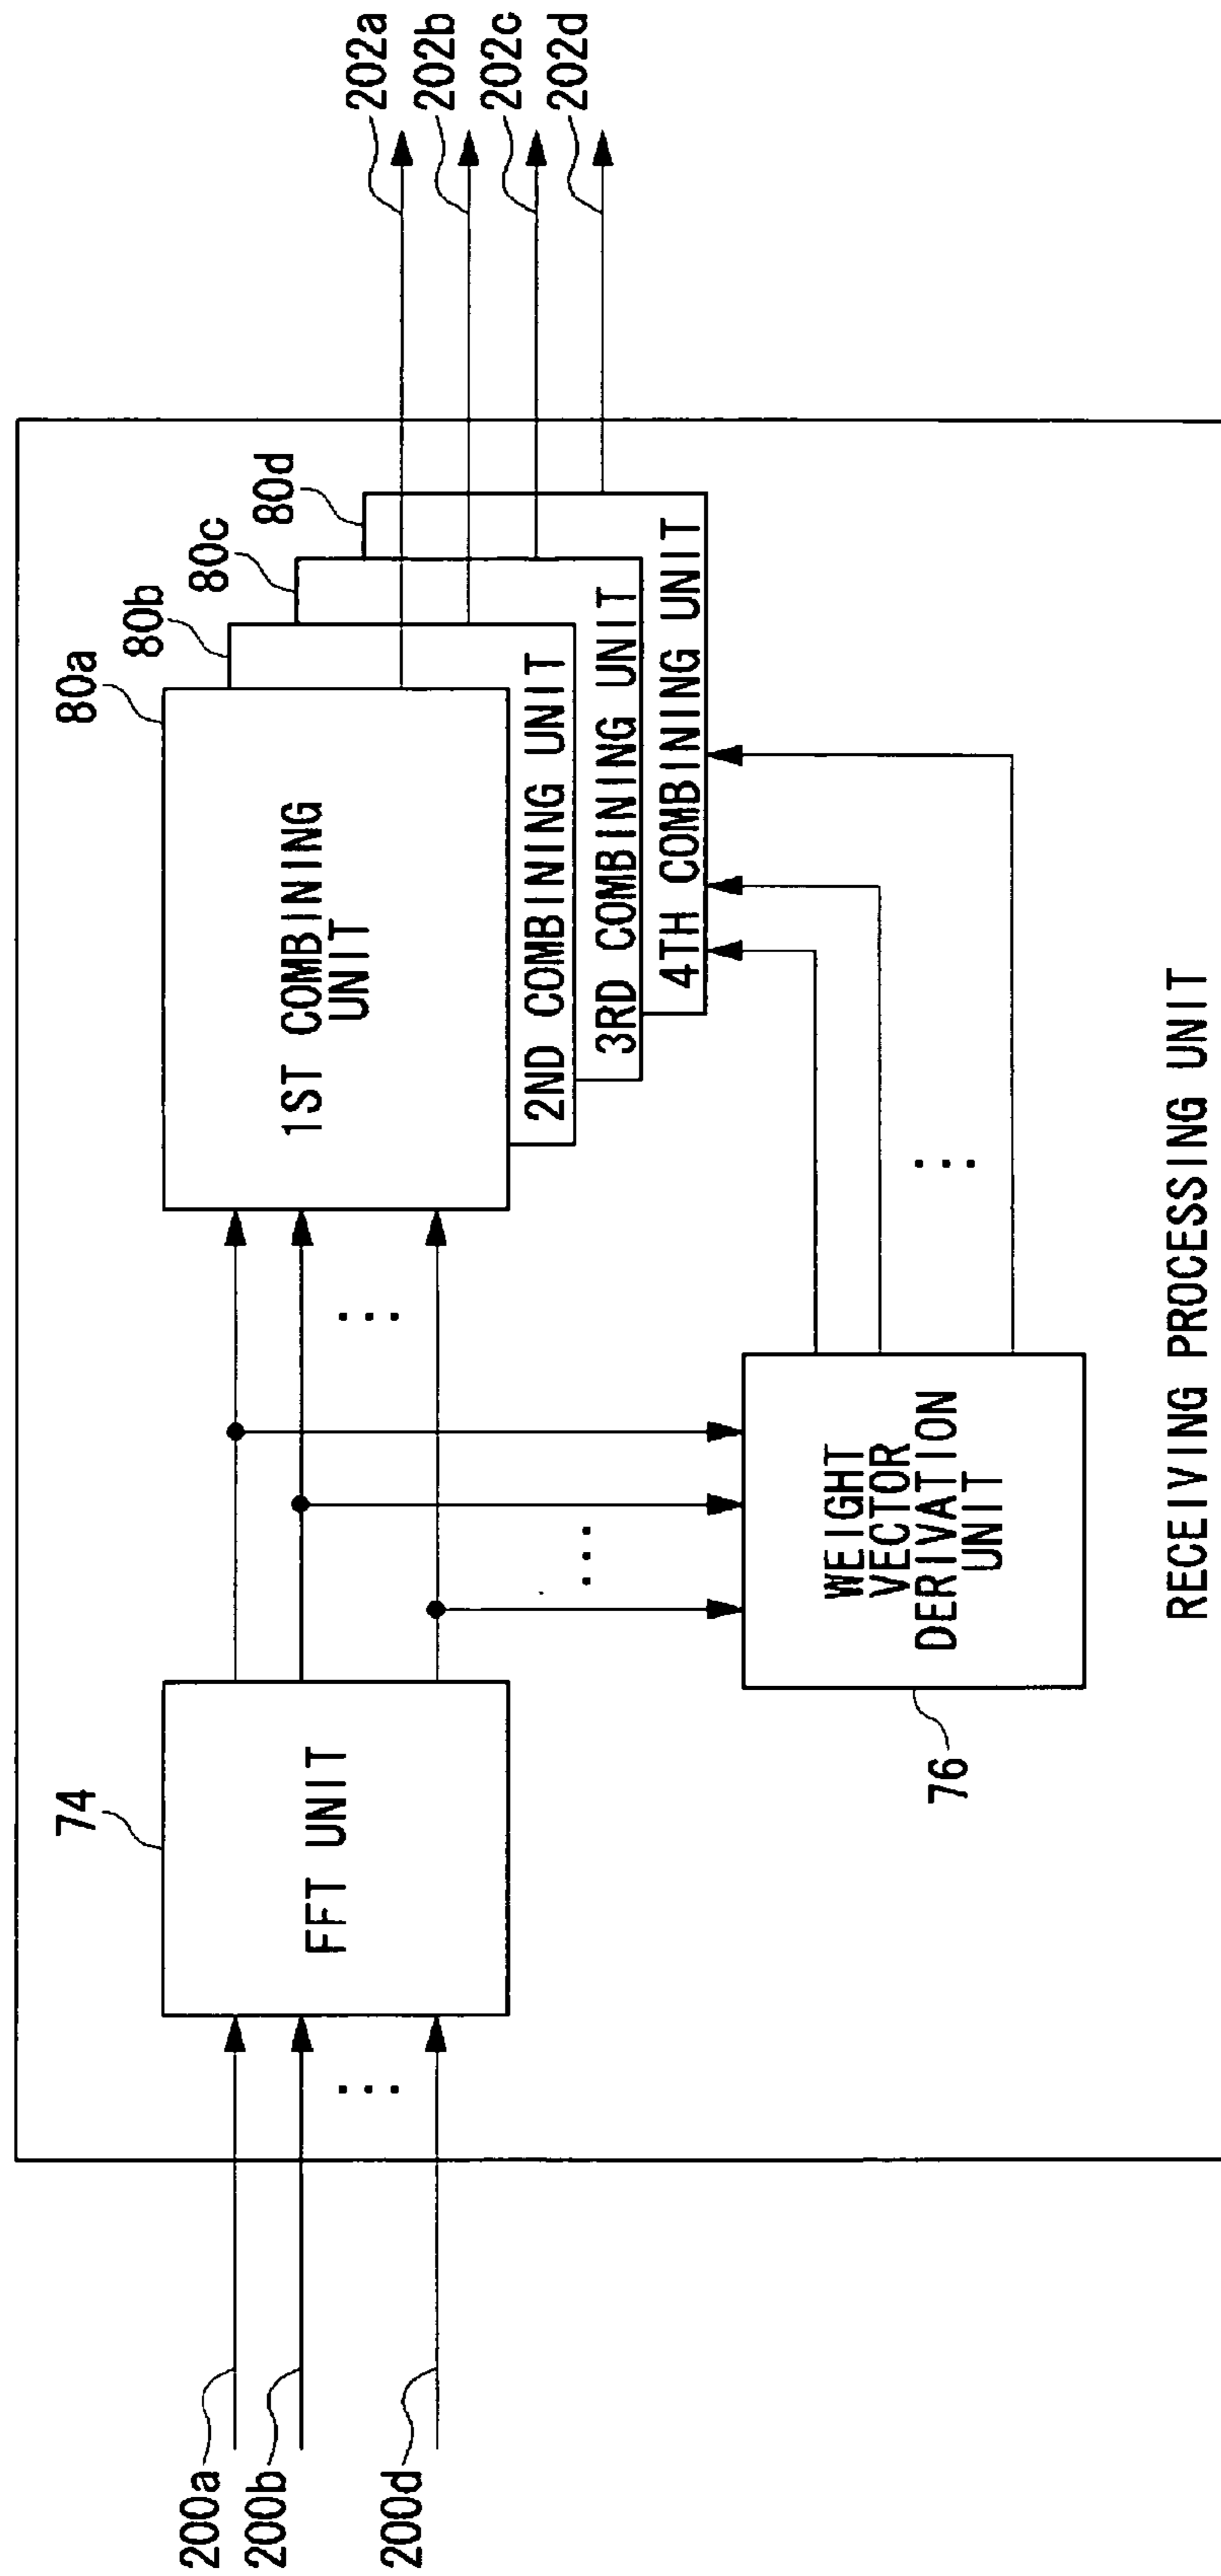 200a
200b
200d
74
FFT UNIT
...
...
76
WEIGHT
VECTOR
DERIVATION
UNIT
...
...
80a
80b
80c
80d
1ST COMBINING
UNIT
2ND COMBINING UNIT
3RD COMBINING UNIT
4TH COMBINING UNIT
202a
202b
202c
202d
RECEIVING PROCESSING UNIT